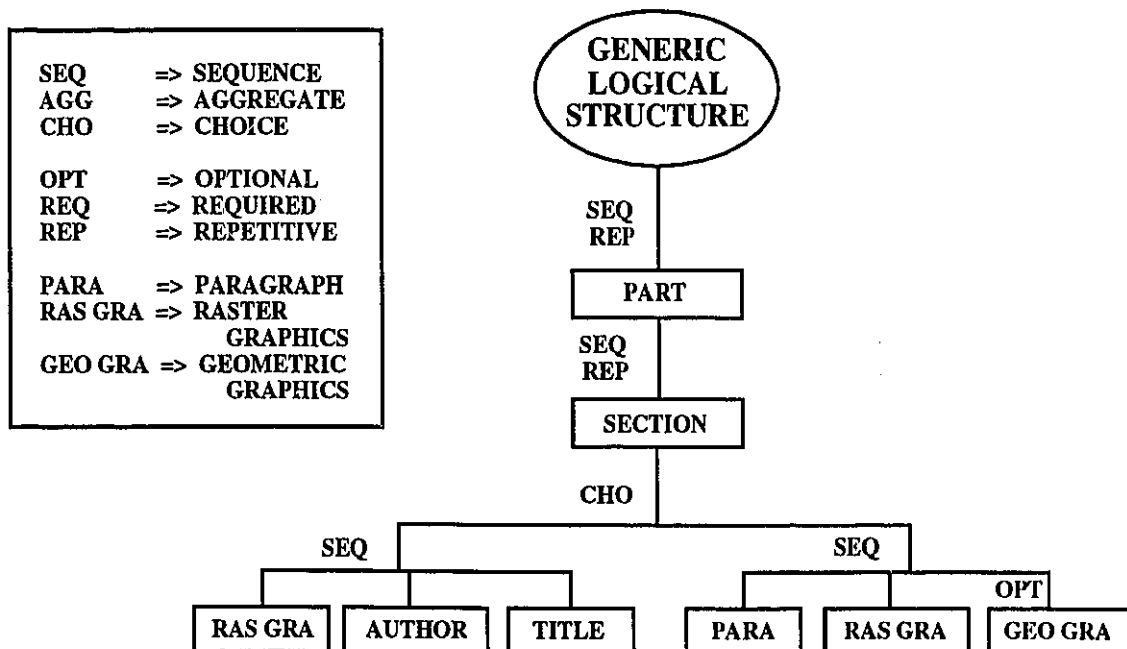 SEQ => SEQUENCE
AGG => AGGREGATE
CHO => CHOICE
OPT => OPTIONAL
REQ => REQUIRED
REP => REPETITIVE
PARA => PARAGRAPH
RAS GRA => RASTER
GRAPHICS
GEO GRA => GEOMETRIC
GRAPHICS
GENERIC
LOGICAL
STRUCTURE
SEQ
REP
PART
SEQ
REP
SECTION
CHO
SEQ
SEQ
OPT
RAS GRA
AUTHOR
TITLE
PARA
RAS GRA
GEO GRA